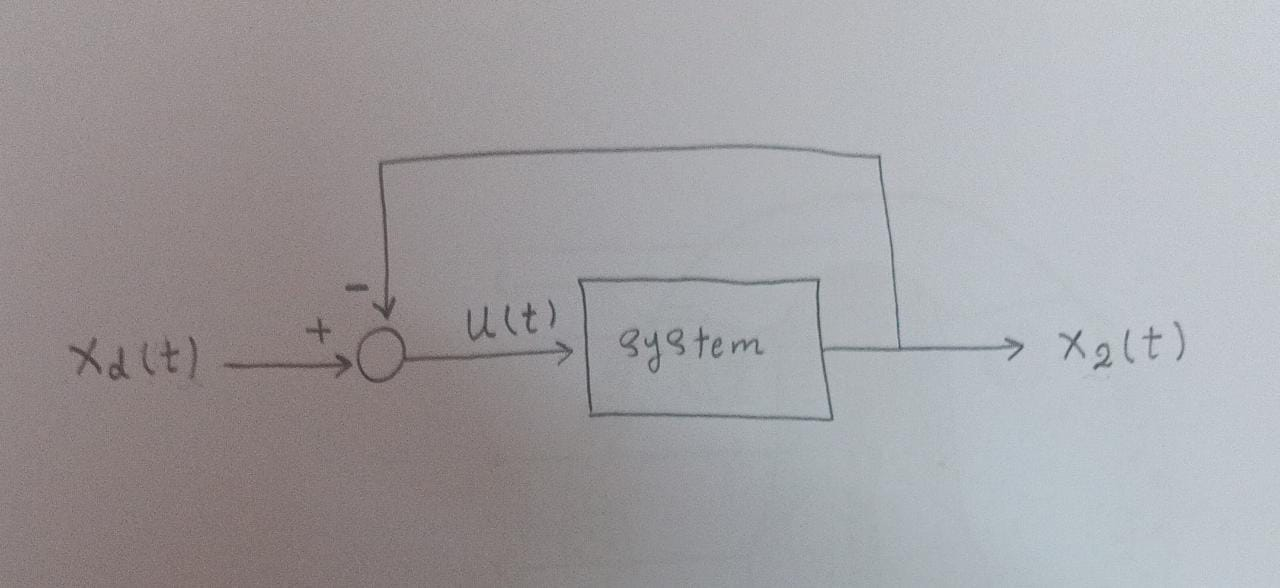 -
+
U(t)
Xd(t)
system
X2(t)